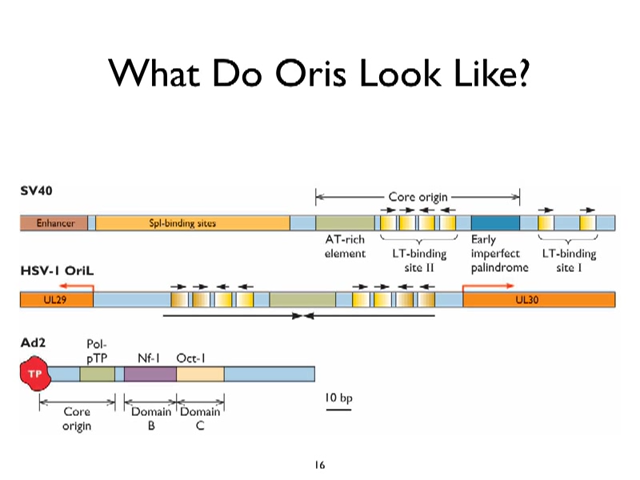 What Do Oris Look Like?
SV40
Core origin
Enhancer
SpI-binding sites
AT-rich
element
LT-binding
site II
Early
imperfect
palindrome
LT-binding
site I
HSV-1 OriL
UL29
UL30
Ad2
Pol-
pTP
Nf-1
Oct-1
TP
Core
origin
Domain
B
Domain
C
10 bp
16